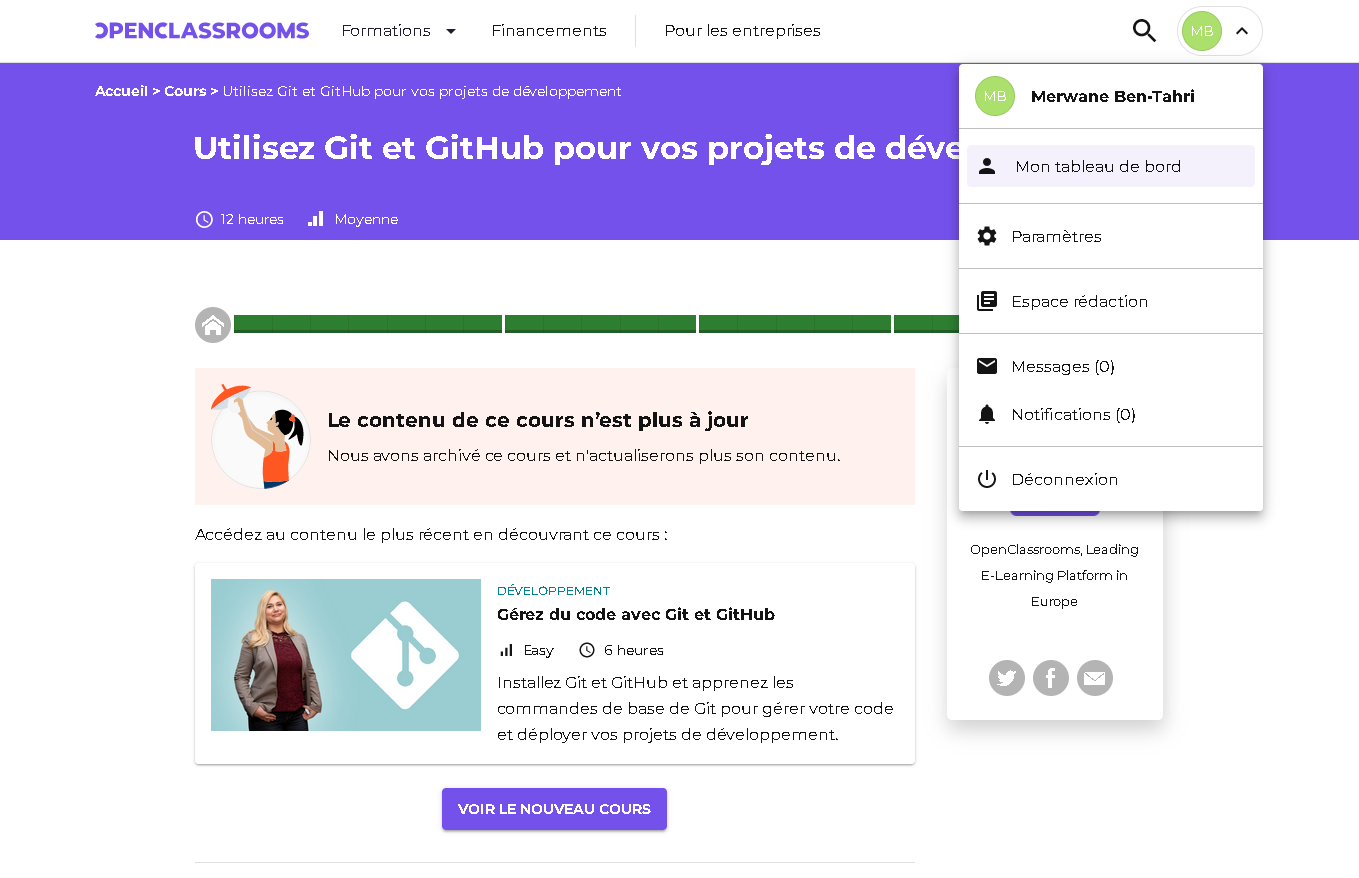 OPENCLASSROOMS
Formations
Financements
Pour les entreprises
MB
MB
Merwane Ben-Tahri
Mon tableau de bord
Paramètres
Espace rédaction
Messages (0)
Notifications (0)
Déconnexion
Accueil > Cours > Utilisez Git et GitHub pour vos projets de développement
Utilisez Git et GitHub pour vos projets de déve
12 heures
Moyenne
Le contenu de ce cours n’est plus à jour
Nous avons archivé ce cours et n'actualiserons plus son contenu.
Accédez au contenu le plus récent en découvrant ce cours :
DÉVELOPPEMENT
Gérez du code avec Git et GitHub
Easy
6 heures
Installez Git et GitHub et apprenez les
commandes de base de Git pour gérer votre code
et déployer vos projets de développement.
VOIR LE NOUVEAU COURS
OpenClassrooms, Leading
E-Learning Platform in
Europe